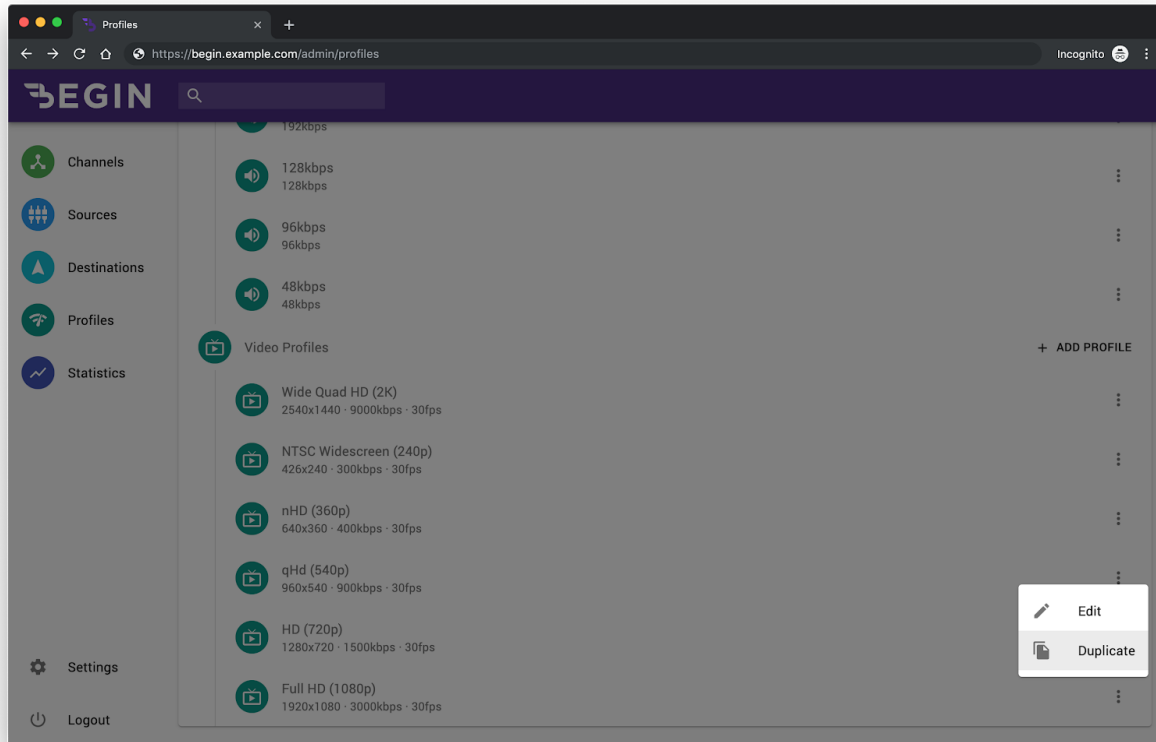 Profiles
https://begin.example.com/admin/profiles
Incognito
BEGIN
192kbps
Channels
128kbps
128kbps
Sources
96kbps
96kbps
Destinations
48kbps
48kbps
Profiles
Video Profiles
+ ADD PROFILE
Statistics
Wide Quad HD (2K)
2540x1440 · 9000kbps · 30fps
NTSC Widescreen (240p)
426x240 · 300kbps · 30fps
nHD (360p)
640x360 · 400kbps · 30fps
qHd (540p)
960x540 · 900kbps · 30fps
Edit
HD (720p)
1280x720 · 1500kbps · 30fps
Duplicate
Settings
Full HD (1080p)
1920x1080 · 3000kbps · 30fps
Logout